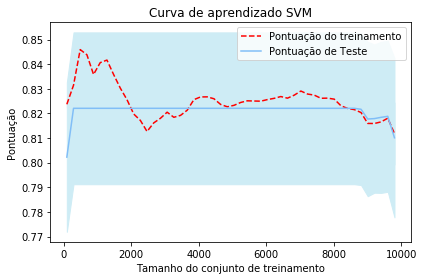 Curva de aprendizado SVM
Pontuação do treinamento
Pontuação de Teste
Pontuação
0.85
0.84
0.83
0.82
0.81
0.80
0.79
0.78
0.77
0 2000 4000 6000 8000 10000
Tamanho do conjunto de treinamento